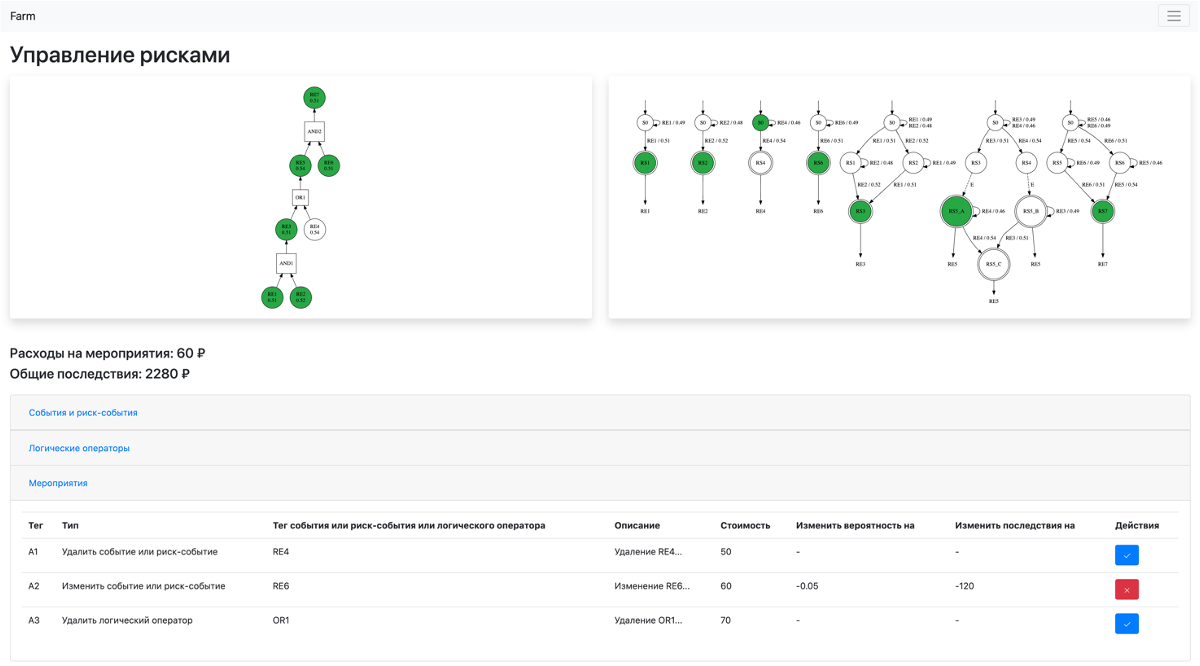 Farm
Управление рисками
RE7
0.51
AND2
RE5
0.54
RE6
0.51
OR1
RE3
0.51
RE4
0.54
AND1
RE1
0.51
RE2
0.52
S0
RE1 / 0.49
S0
RE2 / 0.48
S0
RE4 / 0.46
S0
RE6 / 0.49
S0
RE1 / 0.49
RE2 / 0.48
S0
RE3 / 0.49
RE4 / 0.46
S0
RE5 / 0.46
RE6 / 0.49
RE1 / 0.51
RE2 / 0.52
RE4 / 0.54
RE6 / 0.51
RE1 / 0.51
RE2 / 0.52
RE3 / 0.51
RE4 / 0.54
RE5 / 0.54
RE6 / 0.51
RS1
RS2
RS4
RS6
RS1
RE2 / 0.48
RS2
RE1 / 0.49
RS3
RS4
RS5
RE6 / 0.49
RS6
RE5 / 0.46
RE2 / 0.52
RE1 / 0.51
E
E
RE6 / 0.51
RE5 / 0.54
RE1
RE2
RE4
RE6
RS3
RS5_A
RE4 / 0.46
RS5_B
RE3 / 0.49
RS7
RE4 / 0.54
RE3 / 0.51
RE3
RE5
RS5_C
RE5
RE7
RE5
Расходы на мероприятия: 60 ₽
Общие последствия: 2280 ₽
События и риск-события
Логические операторы
Мероприятия
Тег Тип Тег события или риск-события или логического оператора Описание Стоимость Изменить вероятность на Изменить последствия на Действия
A1 Удалить событие или риск-событие RE4 Удаление RE4... 50 - -
A2 Изменить событие или риск-событие RE6 Изменение RE6... 60 -0.05 -120
A3 Удалить логический оператор OR1 Удаление OR1... 70 - -